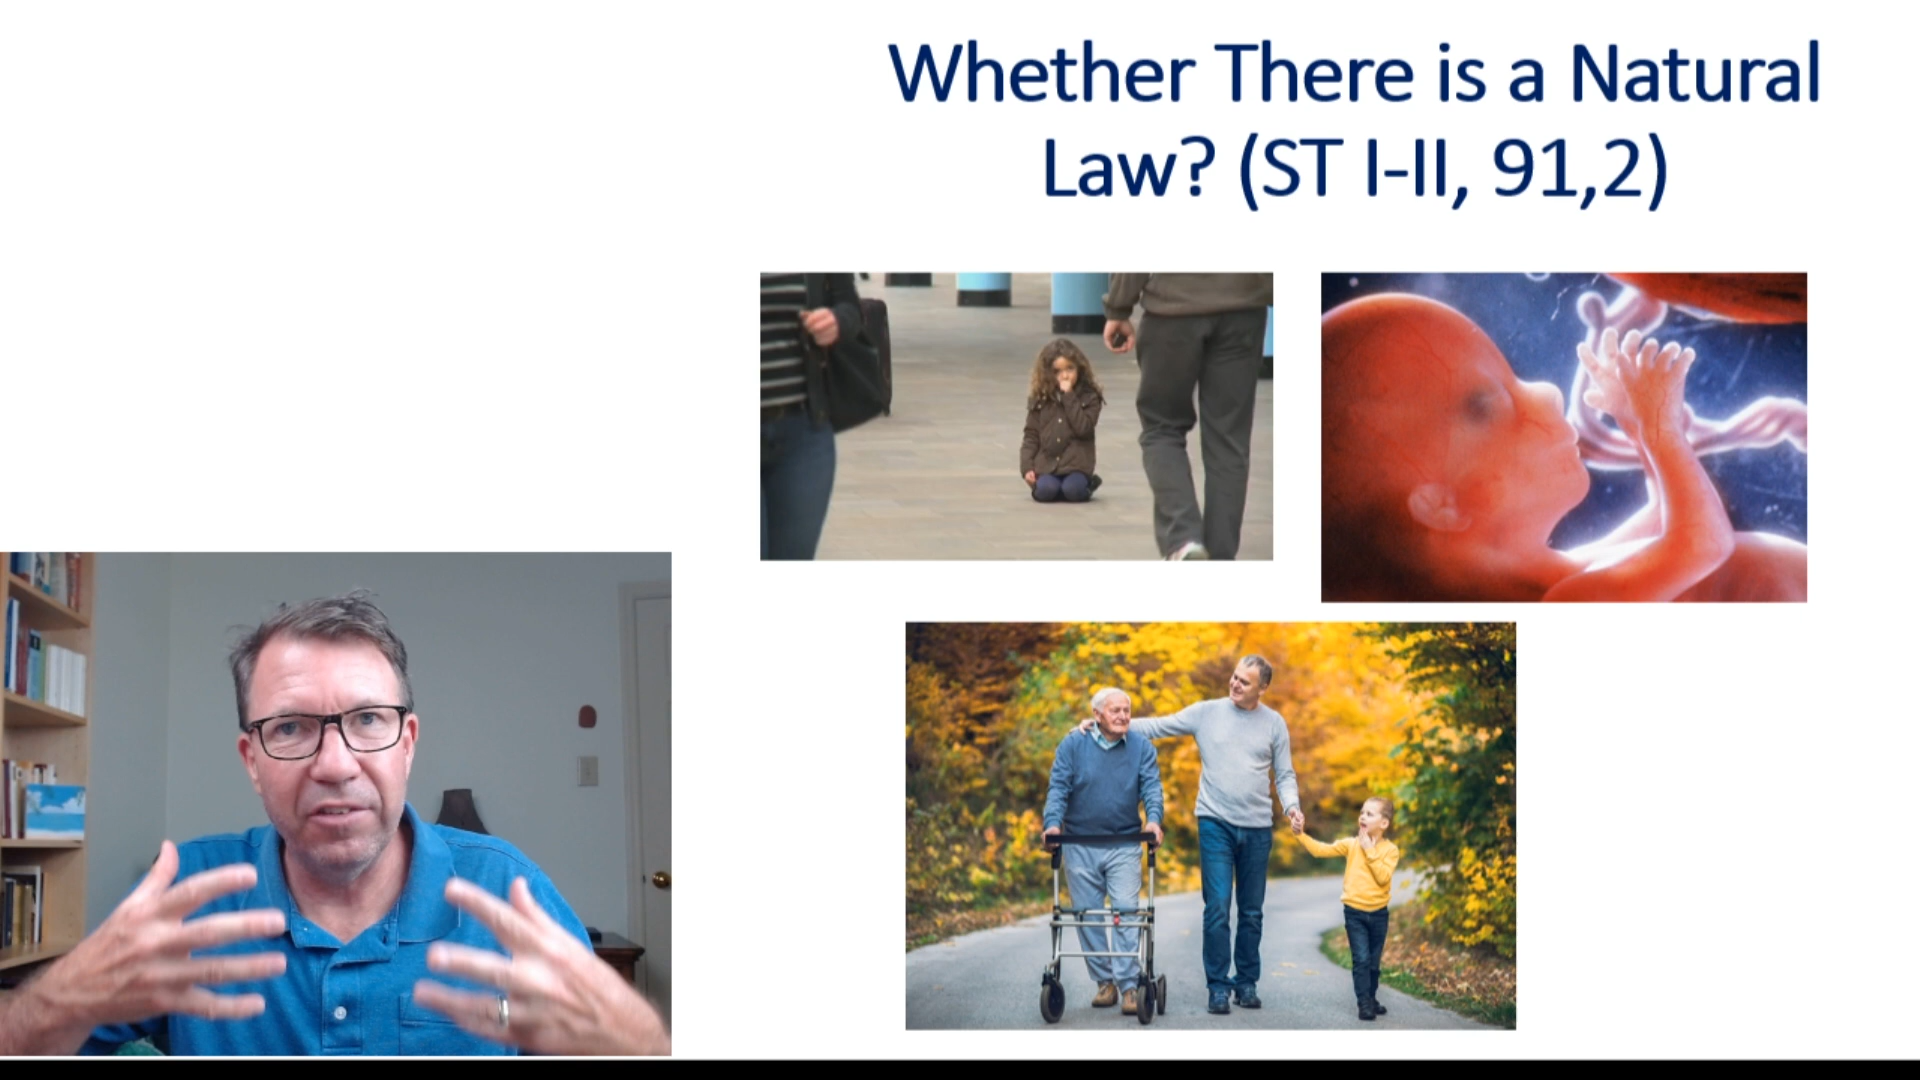 Whether There is a Natural
Law? (ST I-II, 91,2)